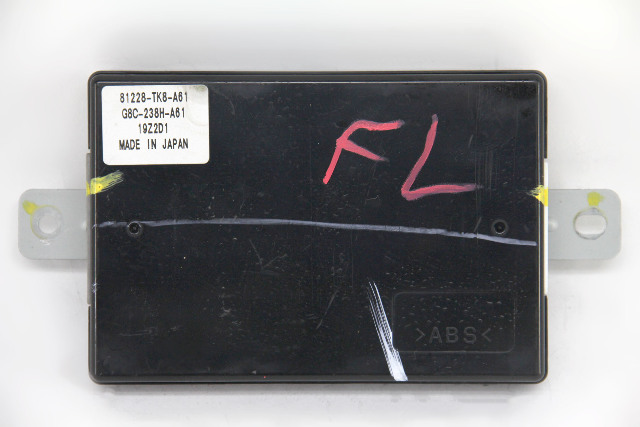 81228-TK8-A61
G8C-238H-A61
19Z2D1
MADE IN JAPAN
FL
>ABS<